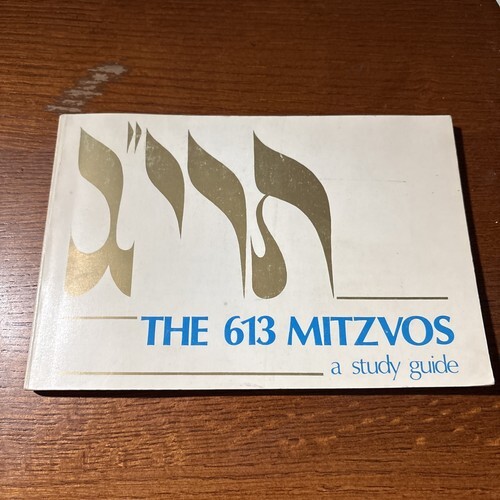 תרי"ג
THE 613 MITZVOS
a study guide